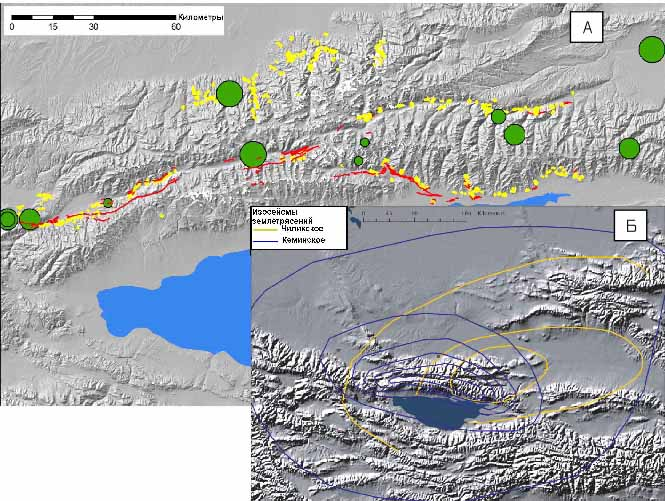 Километры
0 15 30 60
А
Изосейсмы
землетрясений
Чиликское
Кеминское
Б